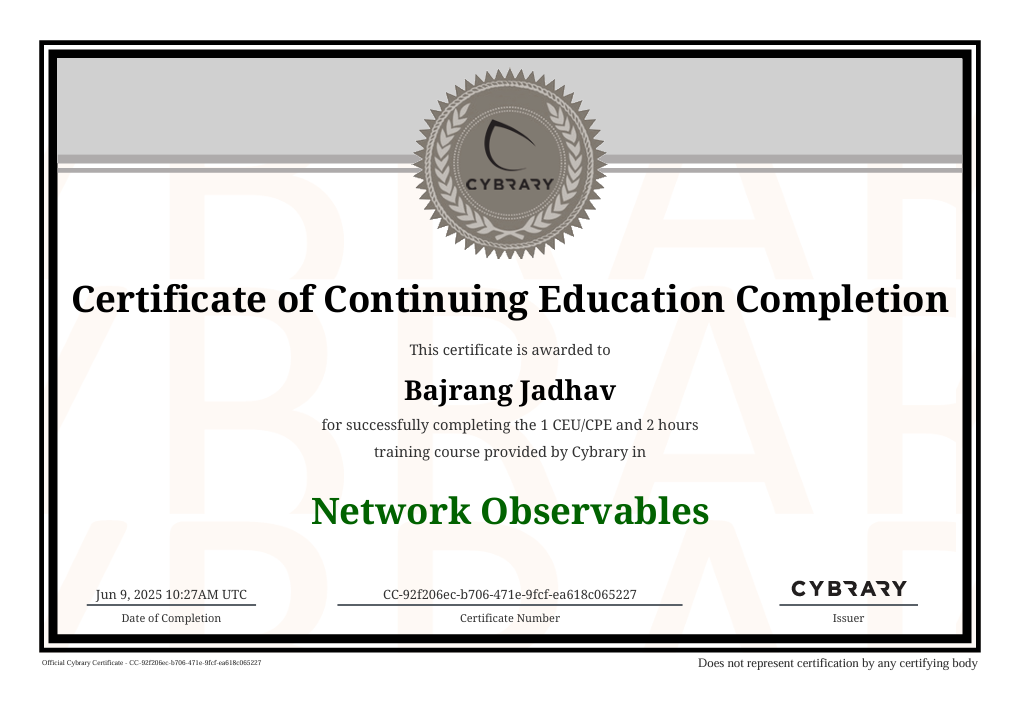 CYBRARY
Certificate of Continuing Education Completion
This certificate is awarded to
Bajrang Jadhav
for successfully completing the 1 CEU/CPE and 2 hours
training course provided by Cybrary in
Network Observables
Jun 9, 2025 10:27AM UTC
Date of Completion
CC-92f206ec-b706-471e-9fcf-ea618c065227
Certificate Number
CYBRARY
Issuer
Official Cybrary Certificate - CC-92f206ec-b706-471e-9fcf-ea618c065227
Does not represent certification by any certifying body